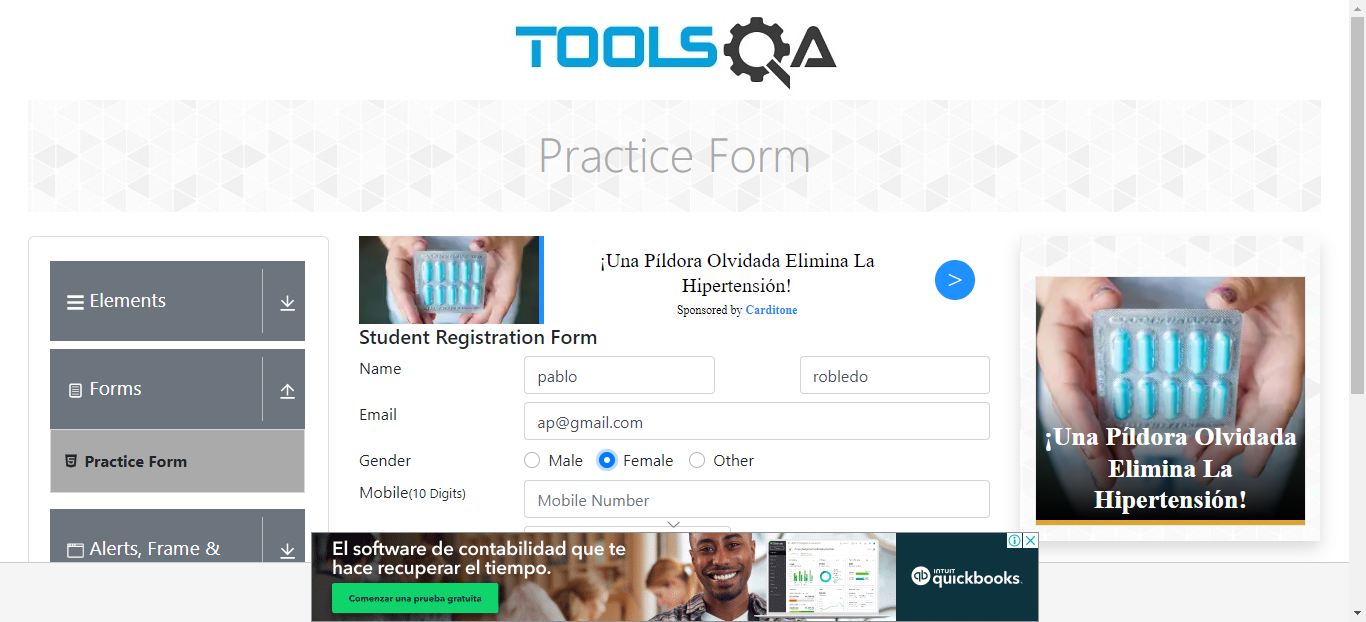 TOOLSQA
Practice Form
Elements
Forms
Practice Form
Alerts, Frame &
¡Una Píldora Olvidada Elimina La
Hipertensión!
Sponsored by Carditone
>
Student Registration Form
Name
pablo
robledo
Email
ap@gmail.com
Gender
Male
Female
Other
Mobile(10 Digits)
Mobile Number
¡Una Píldora Olvidada
Elimina La
Hipertensión!
El software de contabilidad que te
hace recuperar el tiempo.
Comenzar una prueba gratuita
qb INTUIT
quickbooks.